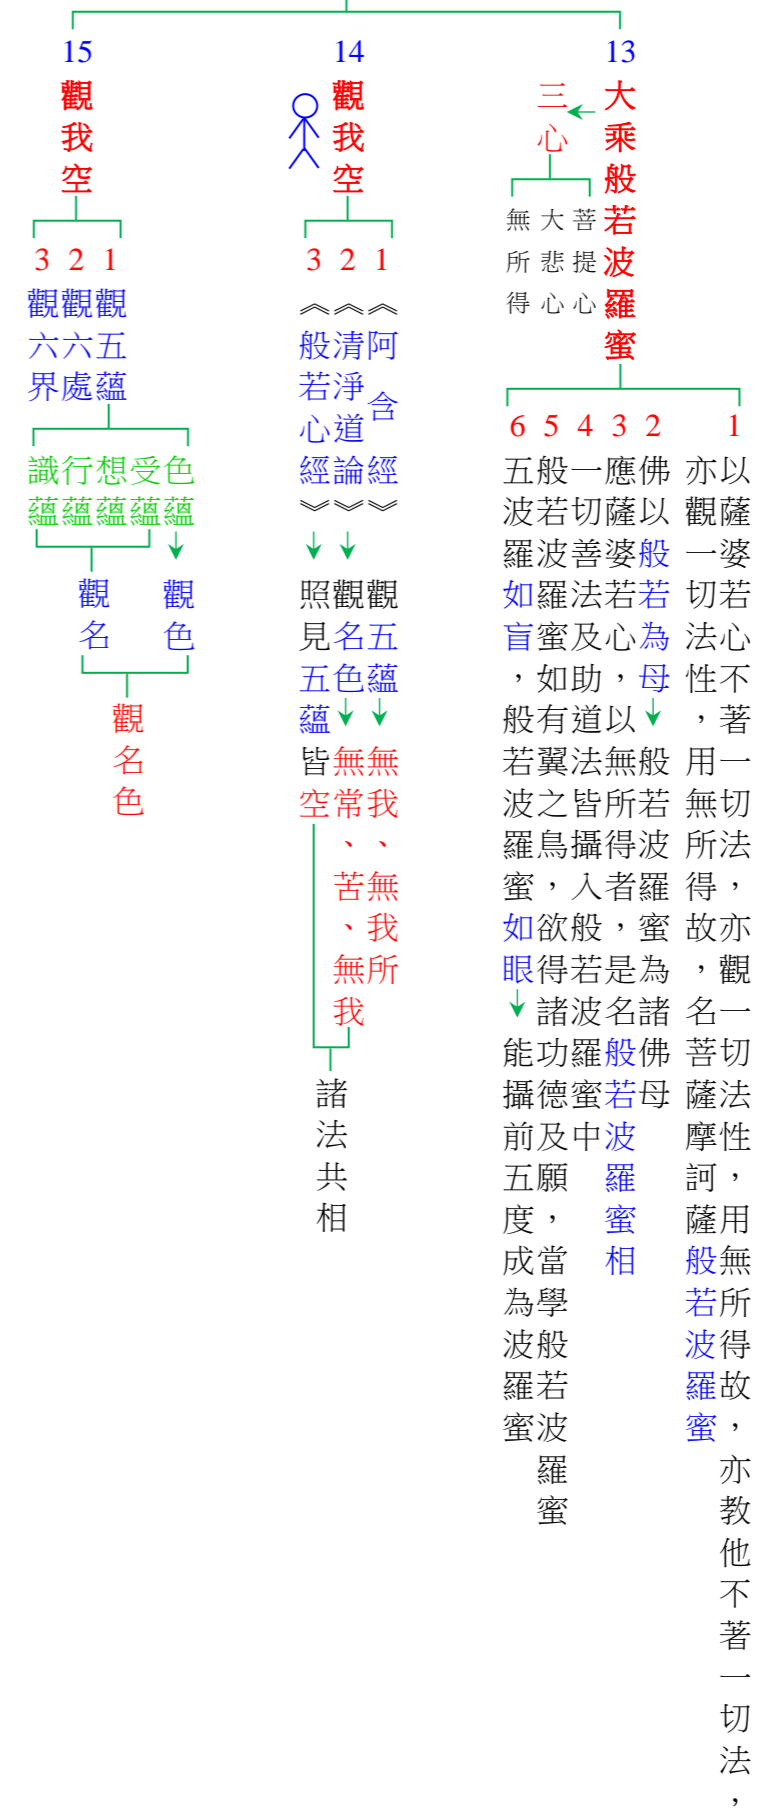 13
大乘般若波羅蜜
三心
菩提心
大悲心
無所得
1
以薩婆若心不著一切法，亦觀一切法性，用無所得故，亦教他不著一切法，
亦觀一切法性，用無所得故，名菩薩摩訶薩般若波羅蜜
2
佛以般若為母
般若波羅蜜為諸佛母
3
應薩婆若心，以無所得者，是名般若波羅蜜相
4
一切善法及助道法皆攝入般若波羅蜜中
5
般若波羅蜜如有翼之鳥，欲得諸功德及願，當學般若波羅蜜
6
五波羅如盲，般若波羅蜜如眼
能攝前五度，成為波羅蜜
14
觀我空
1
《阿含經》
觀五蘊
無我、無我所
2
《清淨道論》
觀名色
無常、苦、無我
3
《般若心經》
照見五蘊皆空
諸法共相
15
觀我空
1
觀五蘊
2
觀六處
3
觀六界
色蘊
受蘊
想蘊
行蘊
識蘊
觀色
觀名
觀名色